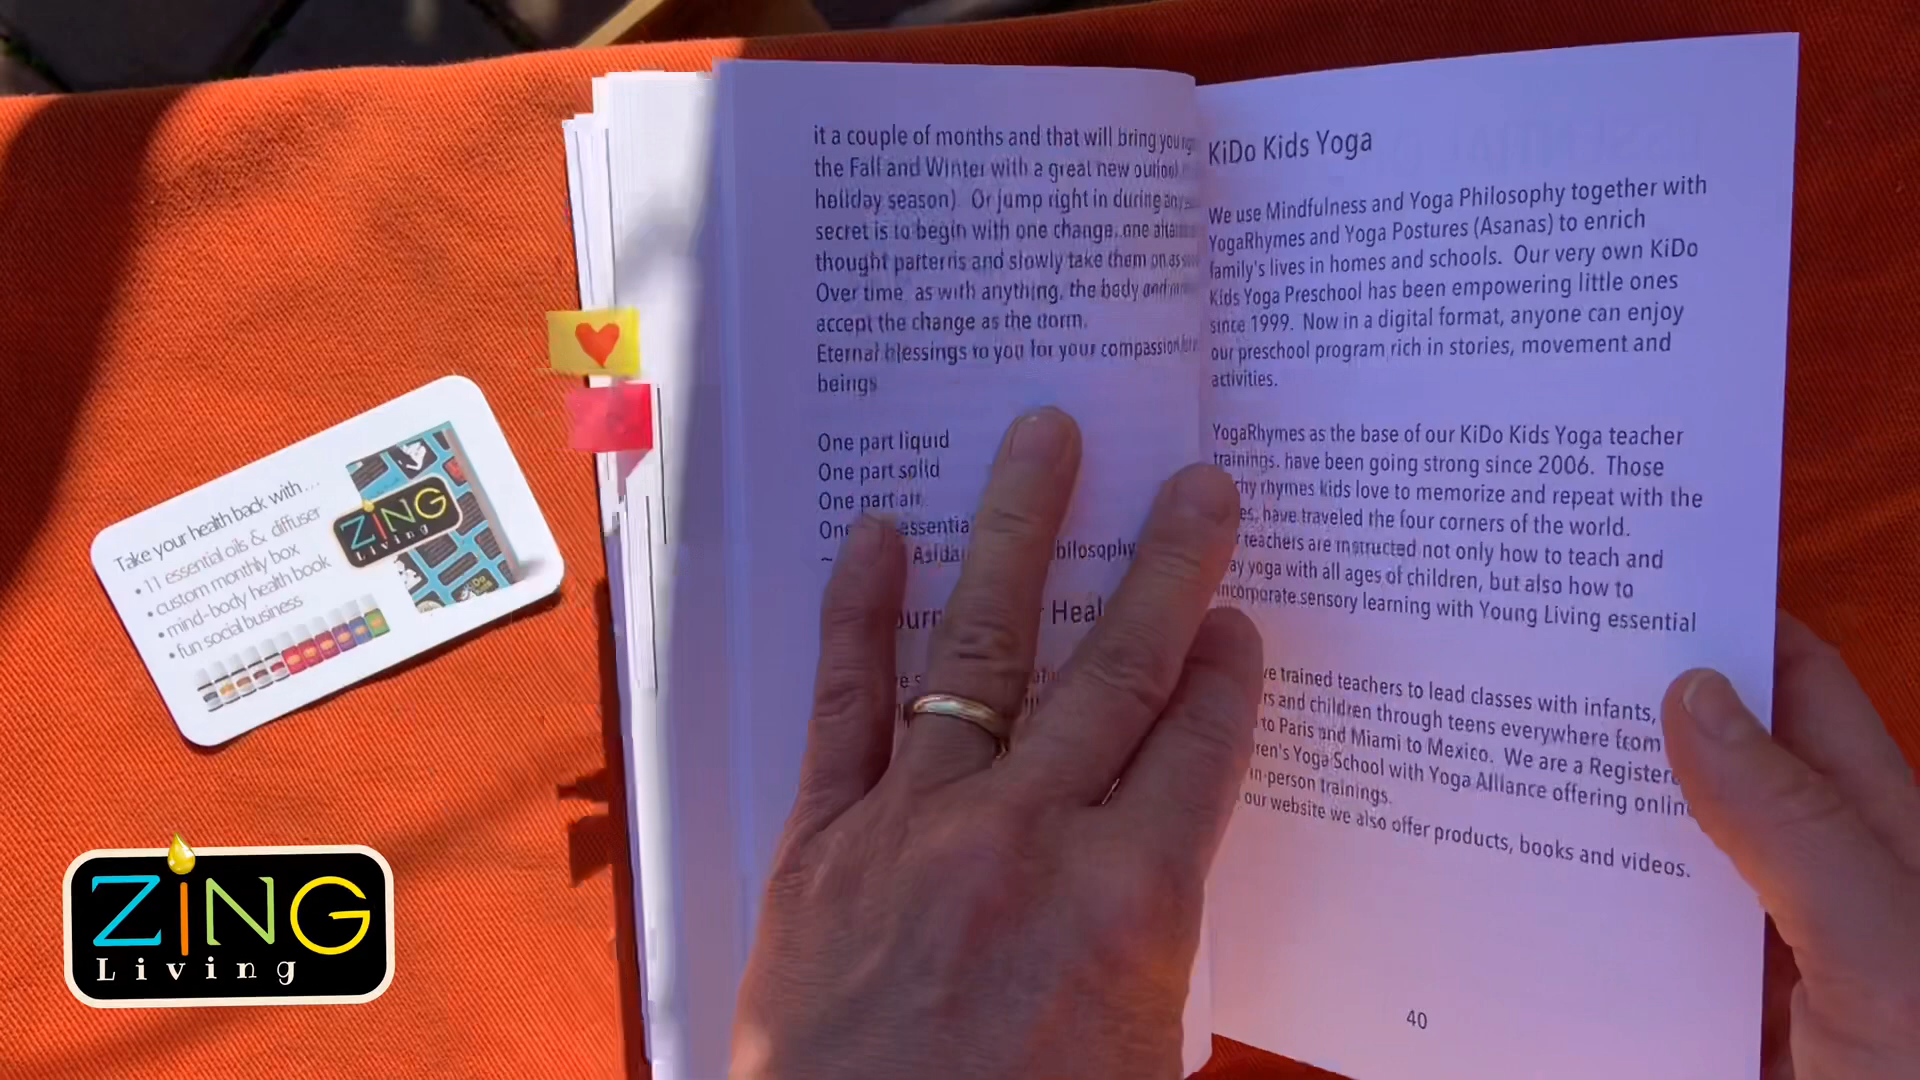 it a couple of months and that will bring you
the Fall and Winter with a great new
holiday season). Or jump right in during
secret is to begin with one change, one
thought patterns and slowly take them on
Over time, as with anything, the body and
accept the change as the norm.
Eternal blessings to you for your compassion
beings
One part liquid
One part solid
One part air
One essential
~
Heal
KiDo Kids Yoga
We use Mindfulness and Yoga Philosophy together with
YogaRhymes and Yoga Postures (Asanas) to enrich
family's lives in homes and schools. Our very own KiDo
Kids Yoga Preschool has been empowering little ones
since 1999. Now in a digital format, anyone can enjoy
our preschool program rich in stories, movement and
activities.
YogaRhymes as the base of our KiDo Kids Yoga teacher
trainings, have been going strong since 2006. Those
rhymes kids love to memorize and repeat with the
have traveled the four corners of the world.
teachers are instructed not only how to teach and
yoga with all ages of children, but also how to
incorporate sensory learning with Young Living essential
trained teachers to lead classes with infants,
and children through teens everywhere from
to Paris and Miami to Mexico. We are a
Yoga School with Yoga Alliance offering
in-person trainings.
our website we also offer products, books and videos.
40
Take your health back with...
• 11 essential oils & diffuser
• custom monthly box
• mind-body health book
• fun social business
ZiNG
Living
ZiNG
Living